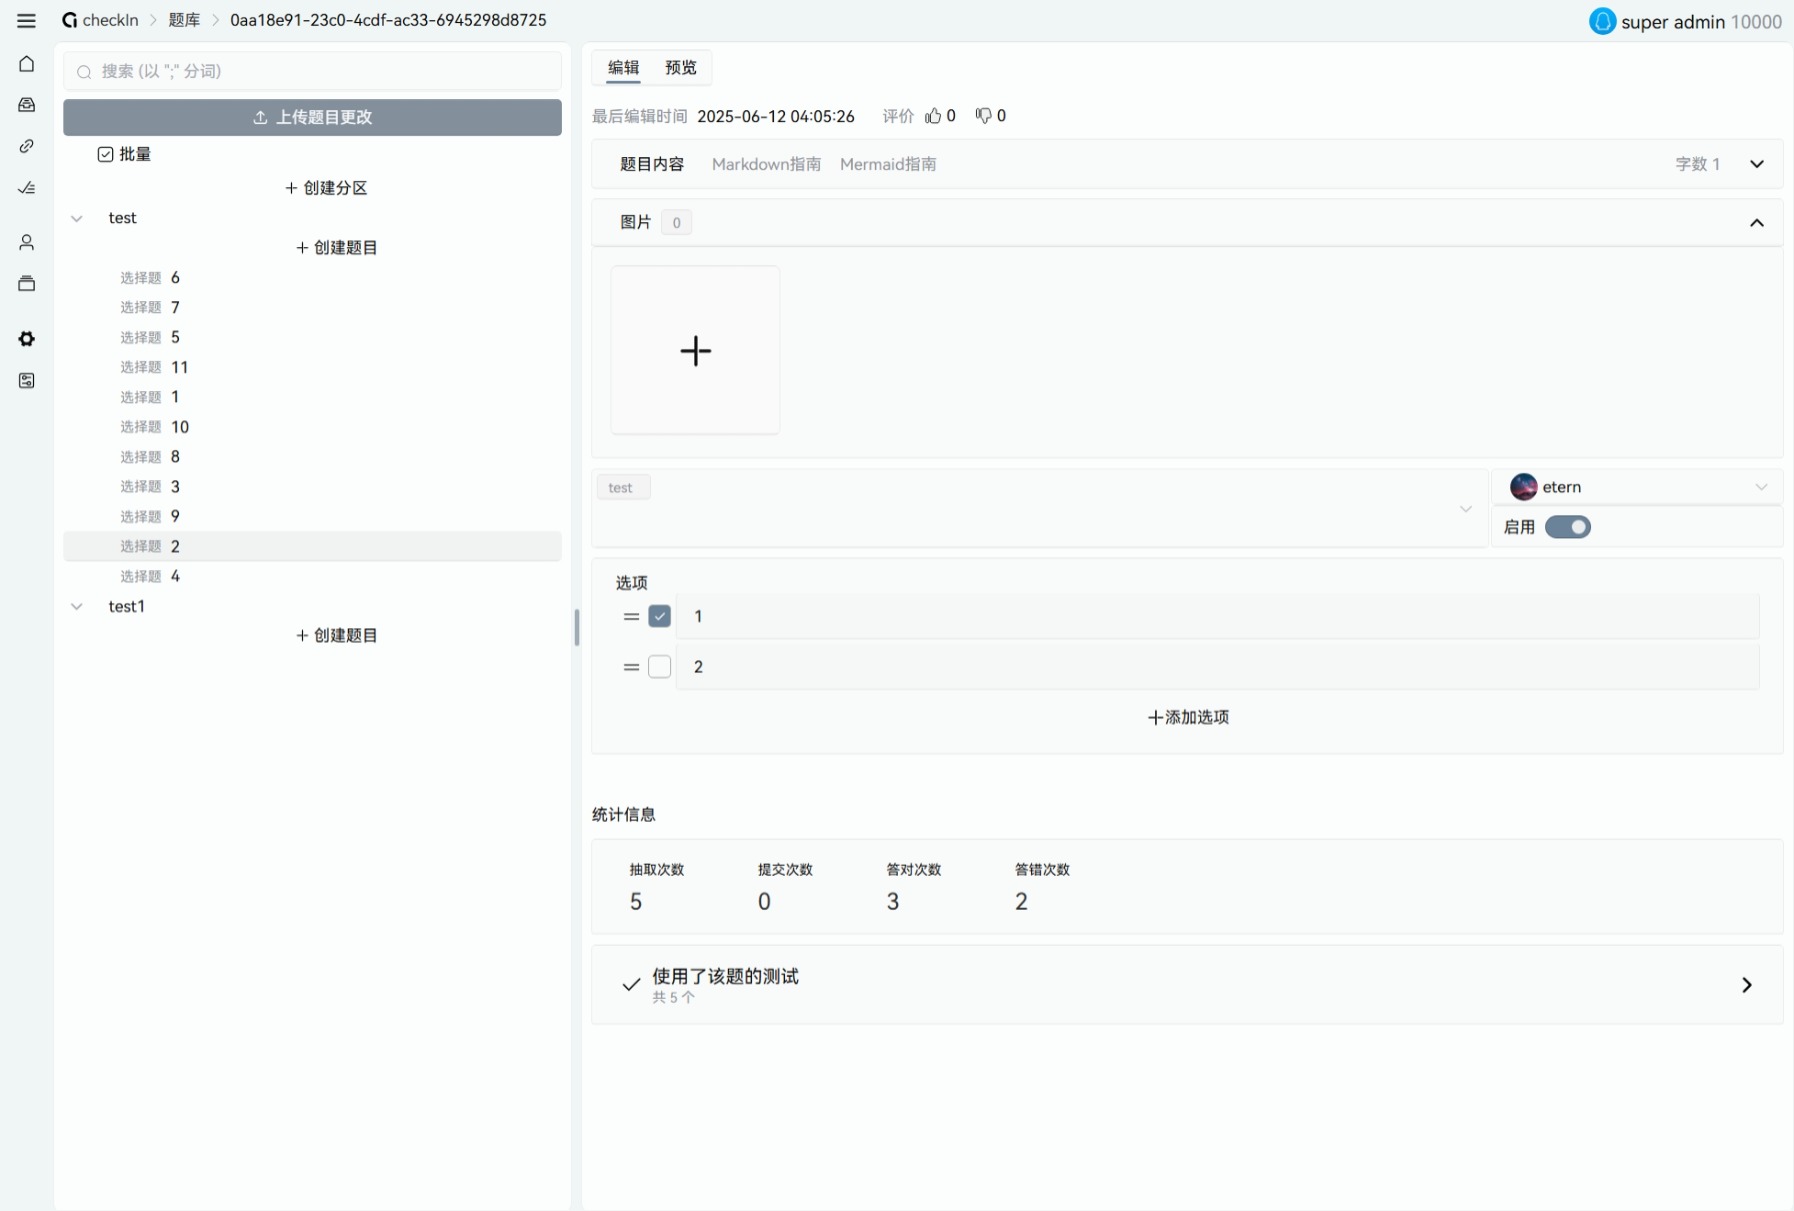 checkIn 题库 0aa18e91-23c0-4cdf-ac33-6945298d8725
super admin 10000
搜索 (以 ";" 分词)
上传题目更改
批量
+ 创建分区
test
+ 创建题目
选择题 6
选择题 7
选择题 5
选择题 11
选择题 1
选择题 10
选择题 8
选择题 3
选择题 9
选择题 2
选择题 4
test1
+ 创建题目
编辑 预览
最后编辑时间 2025-06-12 04:05:26 评价 0 0
题目内容 Markdown指南 Mermaid指南 字数 1
图片 0
test
etern
启用
选项
1
2
+添加选项
统计信息
抽取次数 提交次数 答对次数 答错次数
5 0 3 2
使用了该题的测试
共 5 个